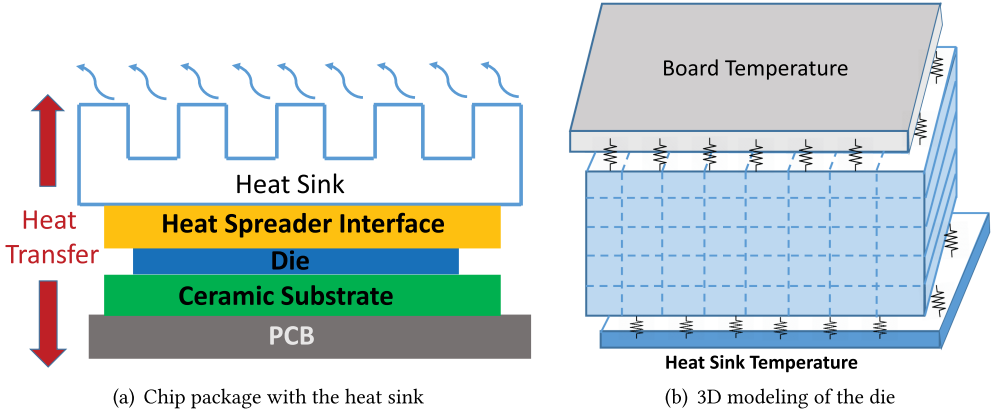 Heat Sink
Heat Spreader Interface
Heat
Transfer
Die
Ceramic Substrate
PCB
(a) Chip package with the heat sink
Board Temperature
Heat Sink Temperature
(b) 3D modeling of the die